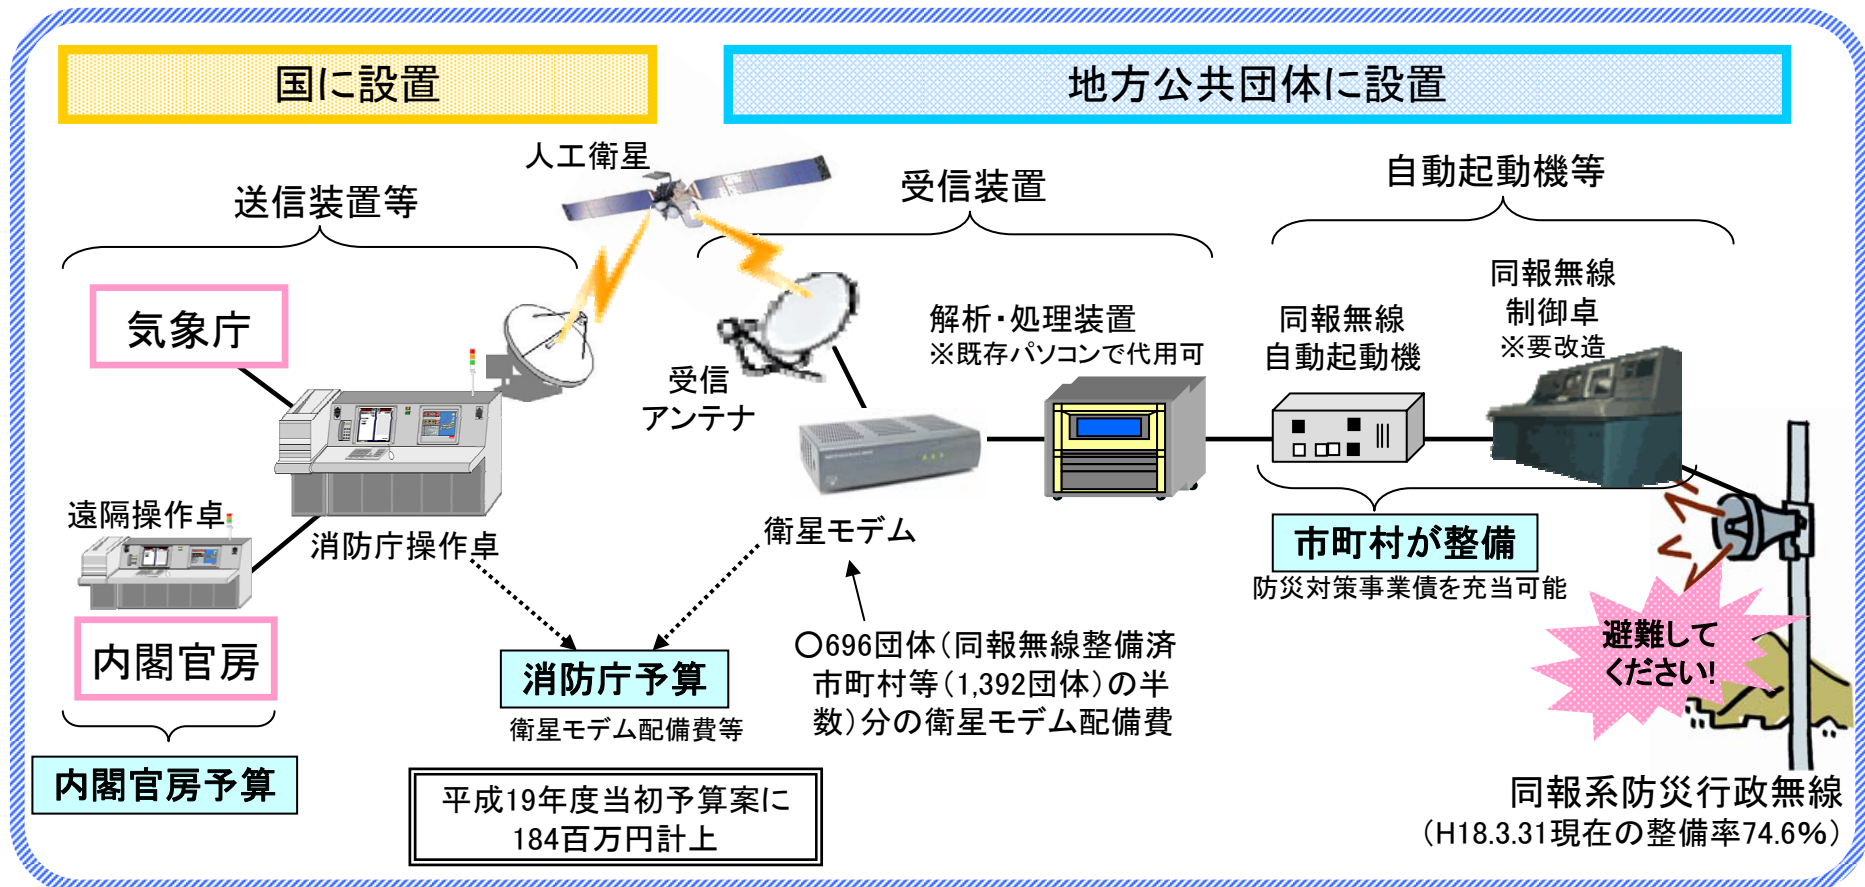 国に設置
地方公共団体に設置
人工衛星
送信装置等
受信装置
自動起動機等
気象庁
遠隔操作卓
消防庁操作卓
内閣官房
内閣官房予算
消防庁予算
衛星モデム配備費等
平成19年度当初予算案に
184百万円計上
受信
アンテナ
解析・処理装置
※既存パソコンで代用可
衛星モデム
○696団体(同報無線整備済
市町村等(1,392団体)の半
数)分の衛星モデム配備費
同報無線
自動起動機
同報無線
制御卓
※要改造
市町村が整備
防災対策事業債を充当可能
避難して
ください!
同報系防災行政無線
(H18.3.31現在の整備率74.6%)